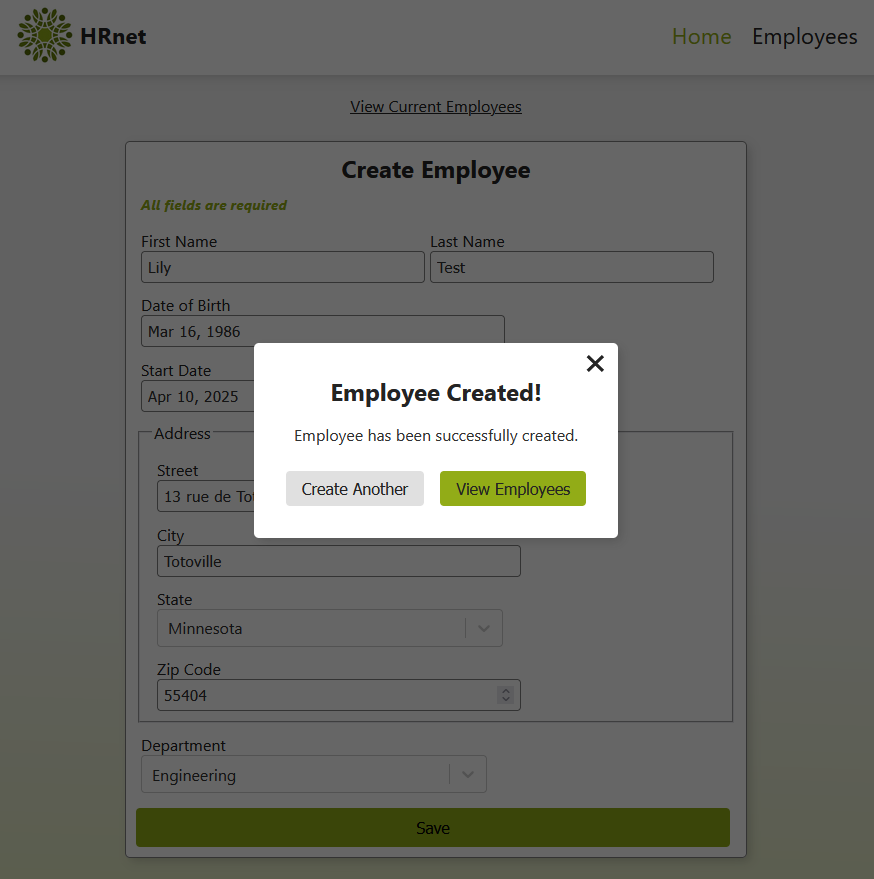 HRnet
Home Employees
View Current Employees
Create Employee
All fields are required
First Name Last Name
Lily Test
Date of Birth
Mar 16, 1986
Start Date
Apr 10, 2025
Employee Created!
Employee has been successfully created.
Create Another View Employees
Address
Street
13 rue de
City
Totoville
State
Minnesota
Zip Code
55404
Department
Engineering
Save